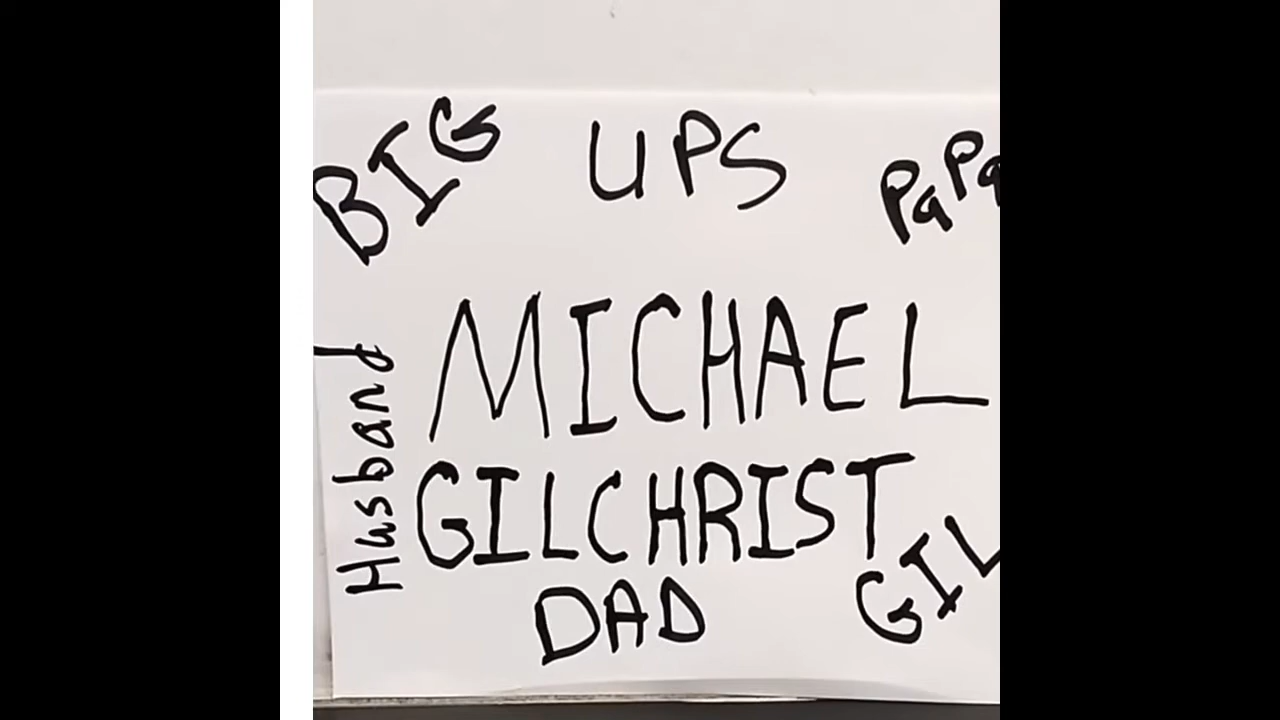 BIG UPS PaPa
Husband
MICHAEL
GILCHRIST
GIL
DAD